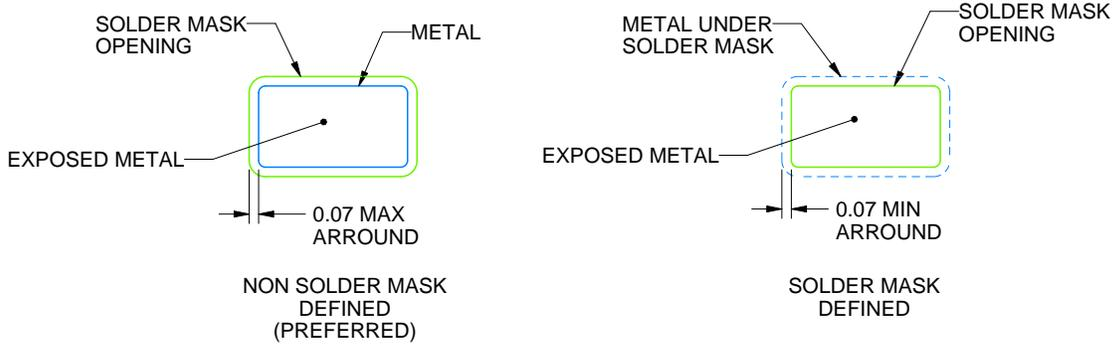 SOLDER MASK
OPENING
METAL
EXPOSED METAL
0.07 MAX
ARROUND
NON SOLDER MASK
DEFINED
(PREFERRED)
METAL UNDER
SOLDER MASK
SOLDER MASK
OPENING
EXPOSED METAL
0.07 MIN
ARROUND
SOLDER MASK
DEFINED